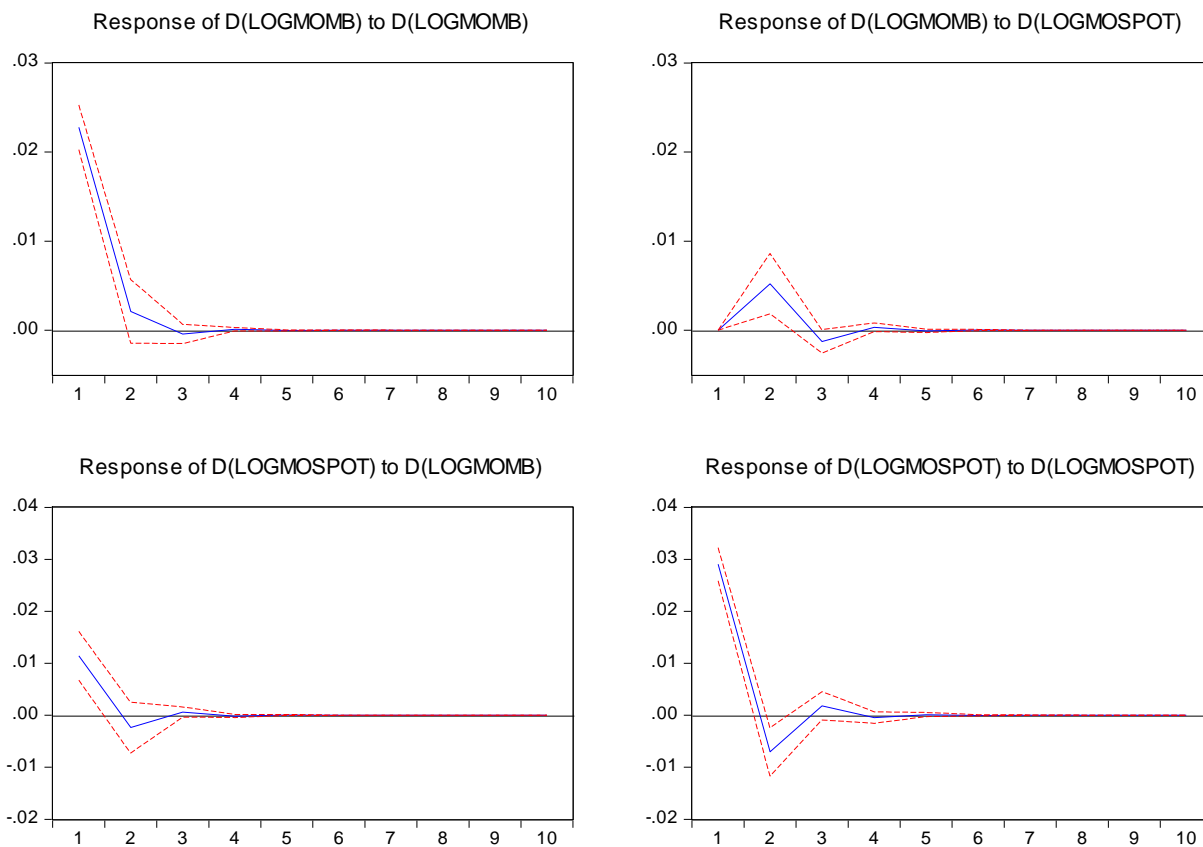 Response of D(LOGMOMB) to D(LOGMOMB)
.03
.02
.01
.00
1 2 3 4 5 6 7 8 9 10
Response of D(LOGMOMB) to D(LOGMOSPOT)
.03
.02
.01
.00
1 2 3 4 5 6 7 8 9 10
Response of D(LOGMOSPOT) to D(LOGMOMB)
.04
.03
.02
.01
.00
-.01
-.02
1 2 3 4 5 6 7 8 9 10
Response of D(LOGMOSPOT) to D(LOGMOSPOT)
.04
.03
.02
.01
.00
-.01
-.02
1 2 3 4 5 6 7 8 9 10